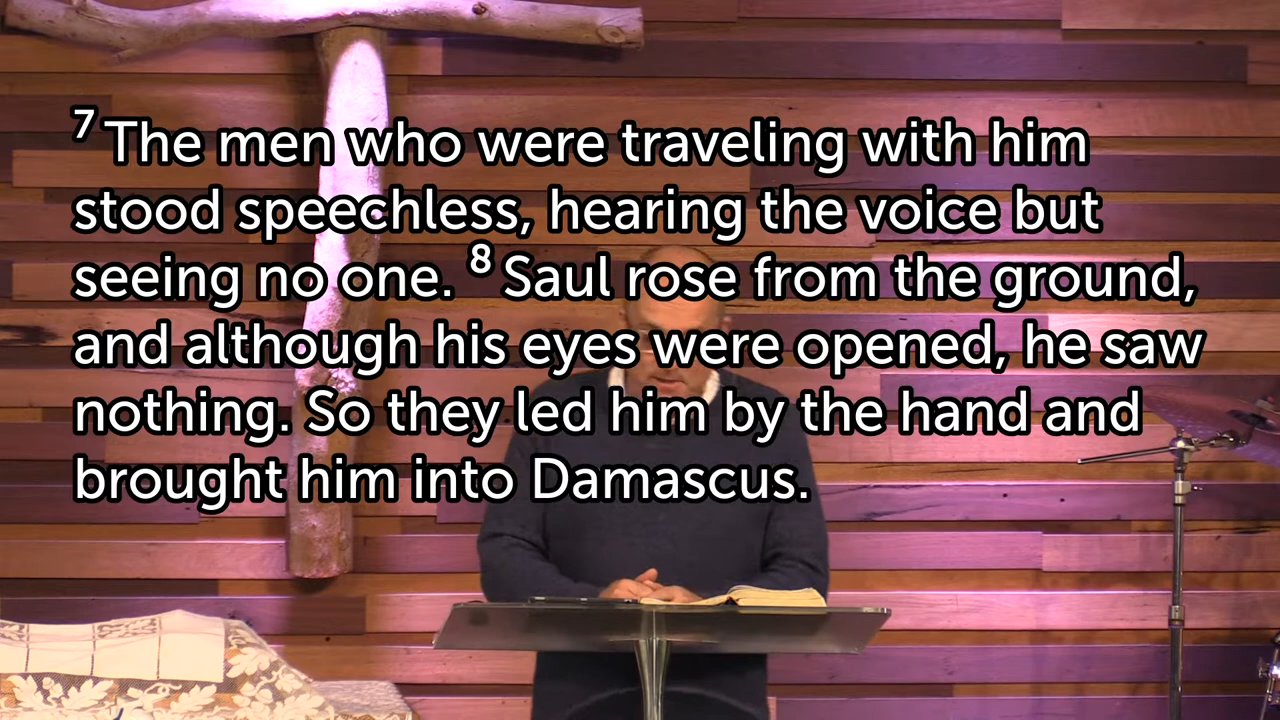 7 The men who were traveling with him
stood speechless, hearing the voice but
seeing no one. 8 Saul rose from the ground,
and although his eyes were opened, he saw
nothing. So they led him by the hand and
brought him into Damascus.